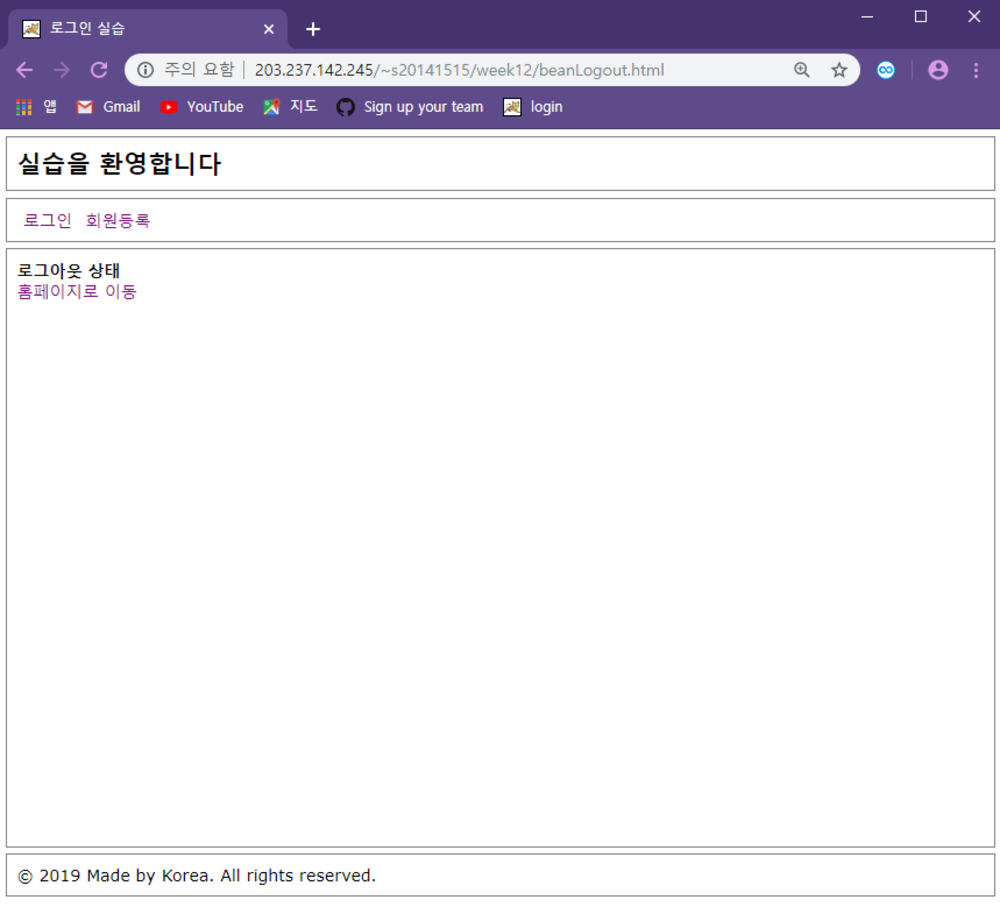 로그인 실습
주의 요함 203.237.142.245/~s20141515/week12/beanLogout.html
앱 Gmail YouTube 지도 Sign up your team login
실습을 환영합니다
로그인 회원등록
로그아웃 상태
홈페이지로 이동
© 2019 Made by Korea. All rights reserved.